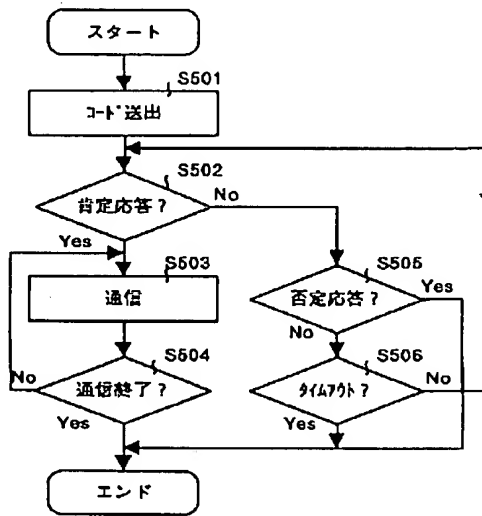 スタート
S501
コード送出
S502
肯定応答?
No
Yes
S503
通信
S505
否定応答?
Yes
No
S504
通信終了?
No
Yes
S506
タイムアウト?
No
Yes
エンド